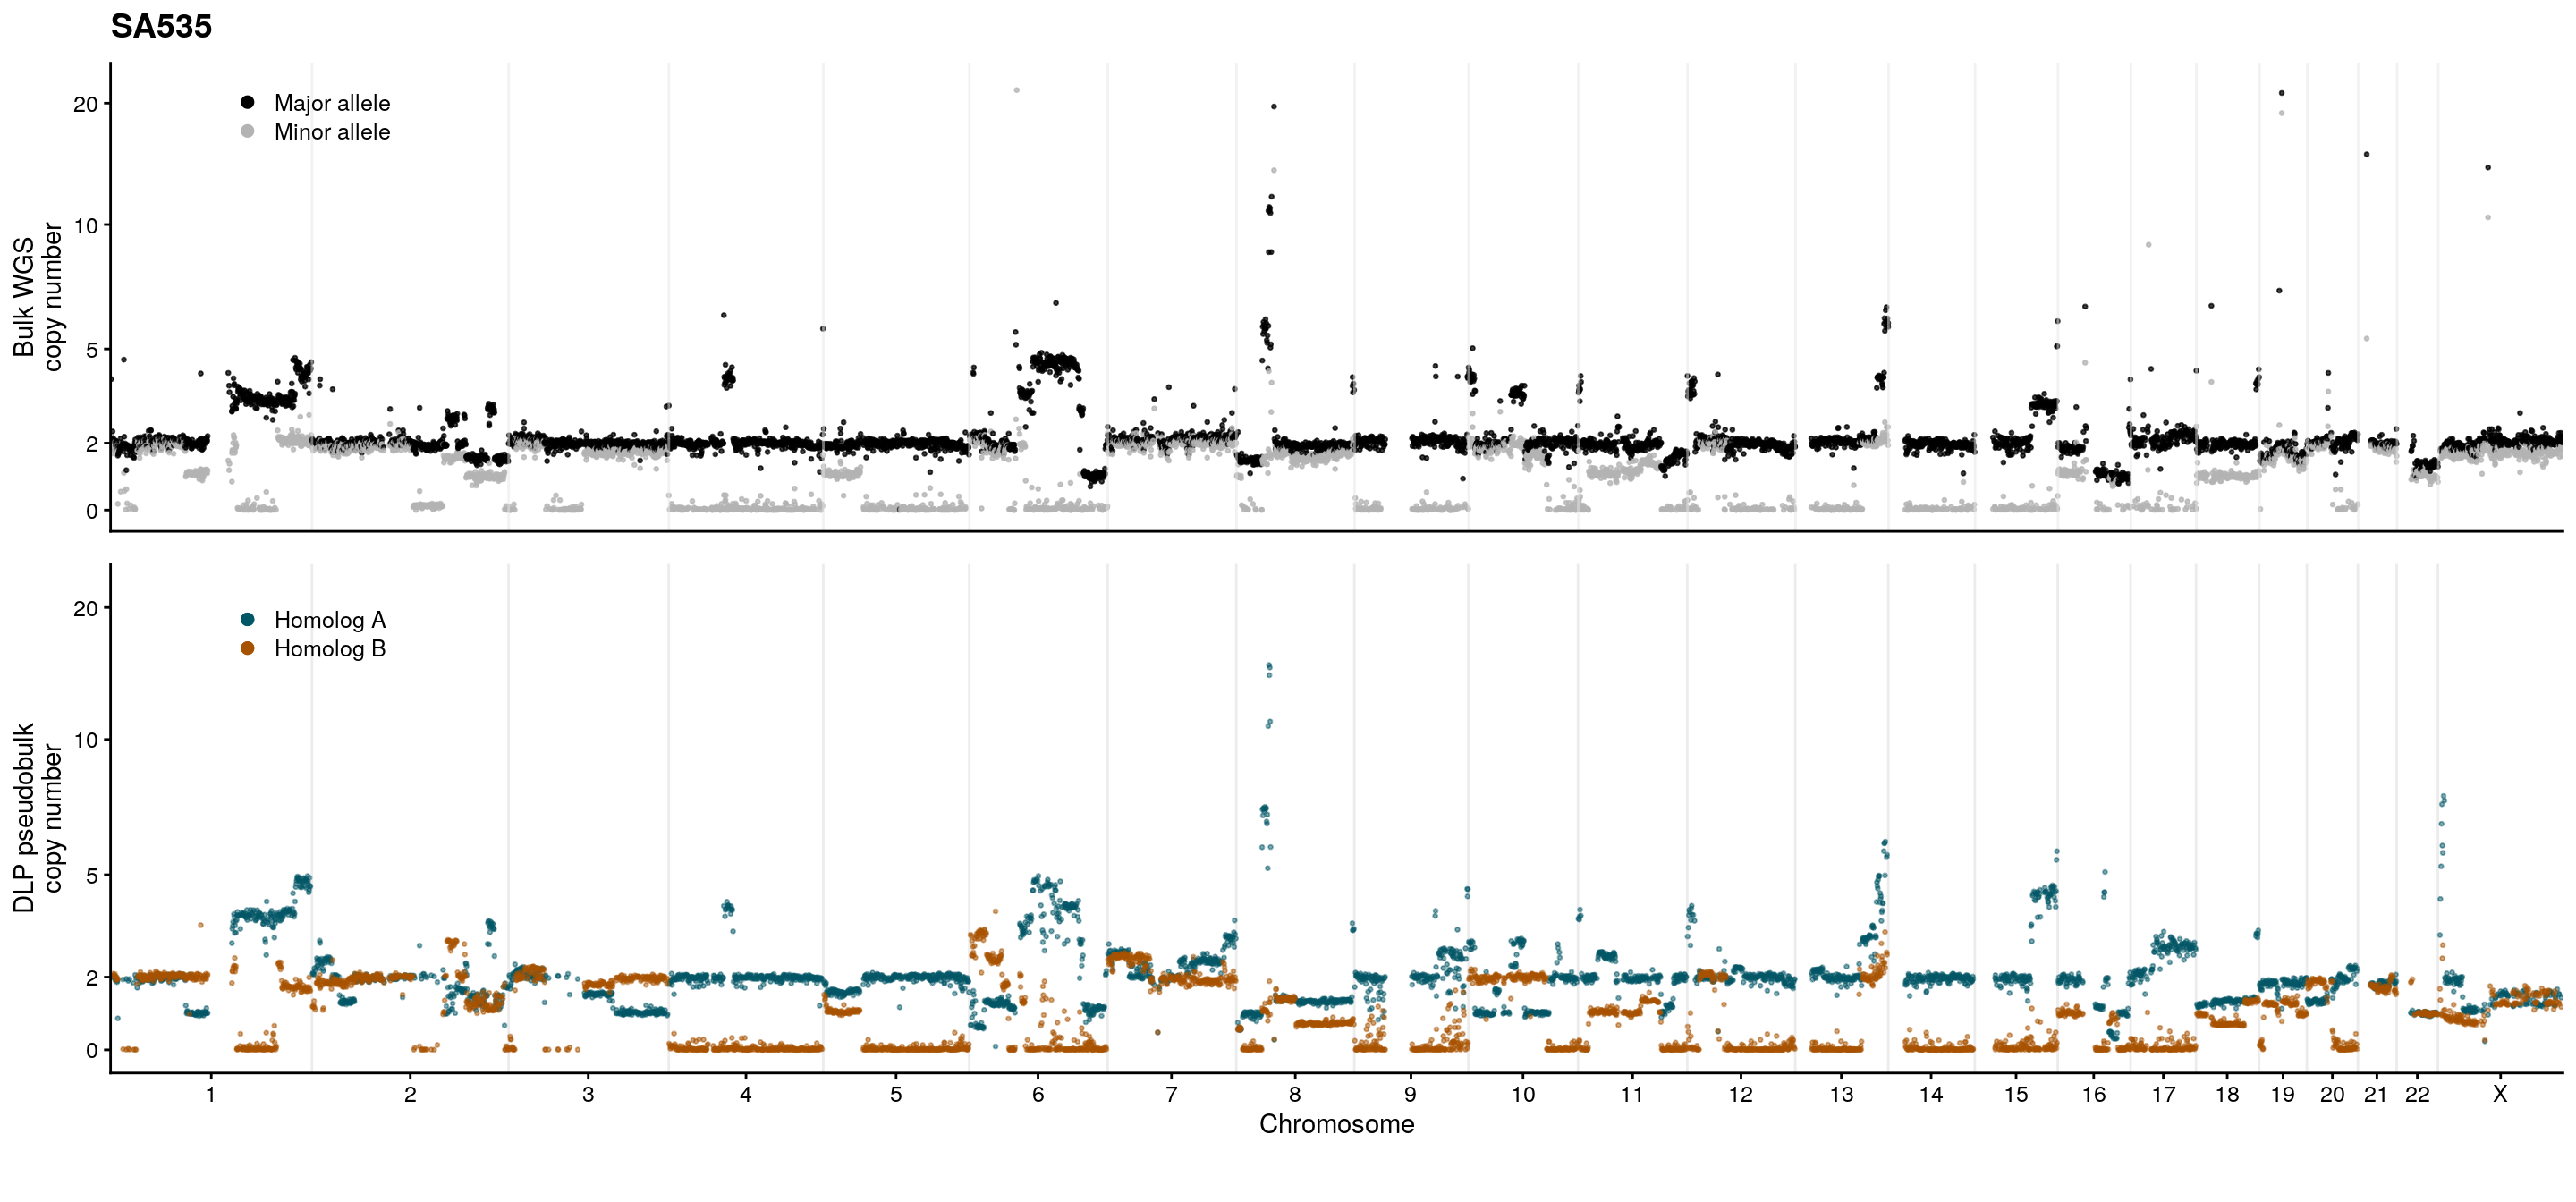 SA535
Bulk WGS
copy number
20
10
5
2
0
Major allele
Minor allele
DLP pseudobulk
copy number
20
10
5
2
0
Homolog A
Homolog B
1 2 3 4 5 6 7 8 9 10 11 12 13 14 15 16 17 18 19 20 21 22 X
Chromosome